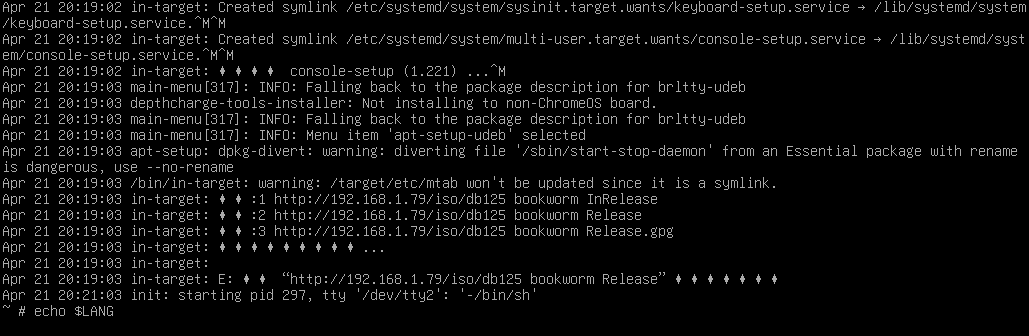 Apr 21 20:19:02 in-target: Created symlink /etc/systemd/system/sysinit.target.wants/keyboard-setup.service → /lib/systemd/system
/keyboard-setup.service.^M^M
Apr 21 20:19:02 in-target: Created symlink /etc/systemd/system/multi-user.target.wants/console-setup.service → /lib/systemd/syst
em/console-setup.service.^M^M
Apr 21 20:19:02 in-target: ♦ ♦ ♦ ♦  console-setup (1.221) ...^M
Apr 21 20:19:03 main-menu[317]: INFO: Falling back to the package description for brltty-udeb
Apr 21 20:19:03 depthcharge-tools-installer: Not installing to non-ChromeOS board.
Apr 21 20:19:03 main-menu[317]: INFO: Falling back to the package description for brltty-udeb
Apr 21 20:19:03 main-menu[317]: INFO: Menu item 'apt-setup-udeb' selected
Apr 21 20:19:03 apt-setup: dpkg-divert: warning: diverting file '/sbin/start-stop-daemon' from an Essential package with rename
is dangerous, use --no-rename
Apr 21 20:19:03 /bin/in-target: warning: /target/etc/mtab won't be updated since it is a symlink.
Apr 21 20:19:03 in-target: ♦ ♦ :1 http://192.168.1.79/iso/db125 bookworm InRelease
Apr 21 20:19:03 in-target: ♦ ♦ :2 http://192.168.1.79/iso/db125 bookworm Release
Apr 21 20:19:03 in-target: ♦ ♦ :3 http://192.168.1.79/iso/db125 bookworm Release.gpg
Apr 21 20:19:03 in-target: ♦ ♦ ♦ ♦ ♦ ♦ ♦ ♦ ♦ ...
Apr 21 20:19:03 in-target:
Apr 21 20:19:03 in-target: E: ♦ ♦  “http://192.168.1.79/iso/db125 bookworm Release” ♦ ♦ ♦ ♦ ♦ ♦ ♦
Apr 21 20:21:03 init: starting pid 297, tty '/dev/tty2': '-/bin/sh'
~ # echo $LANG